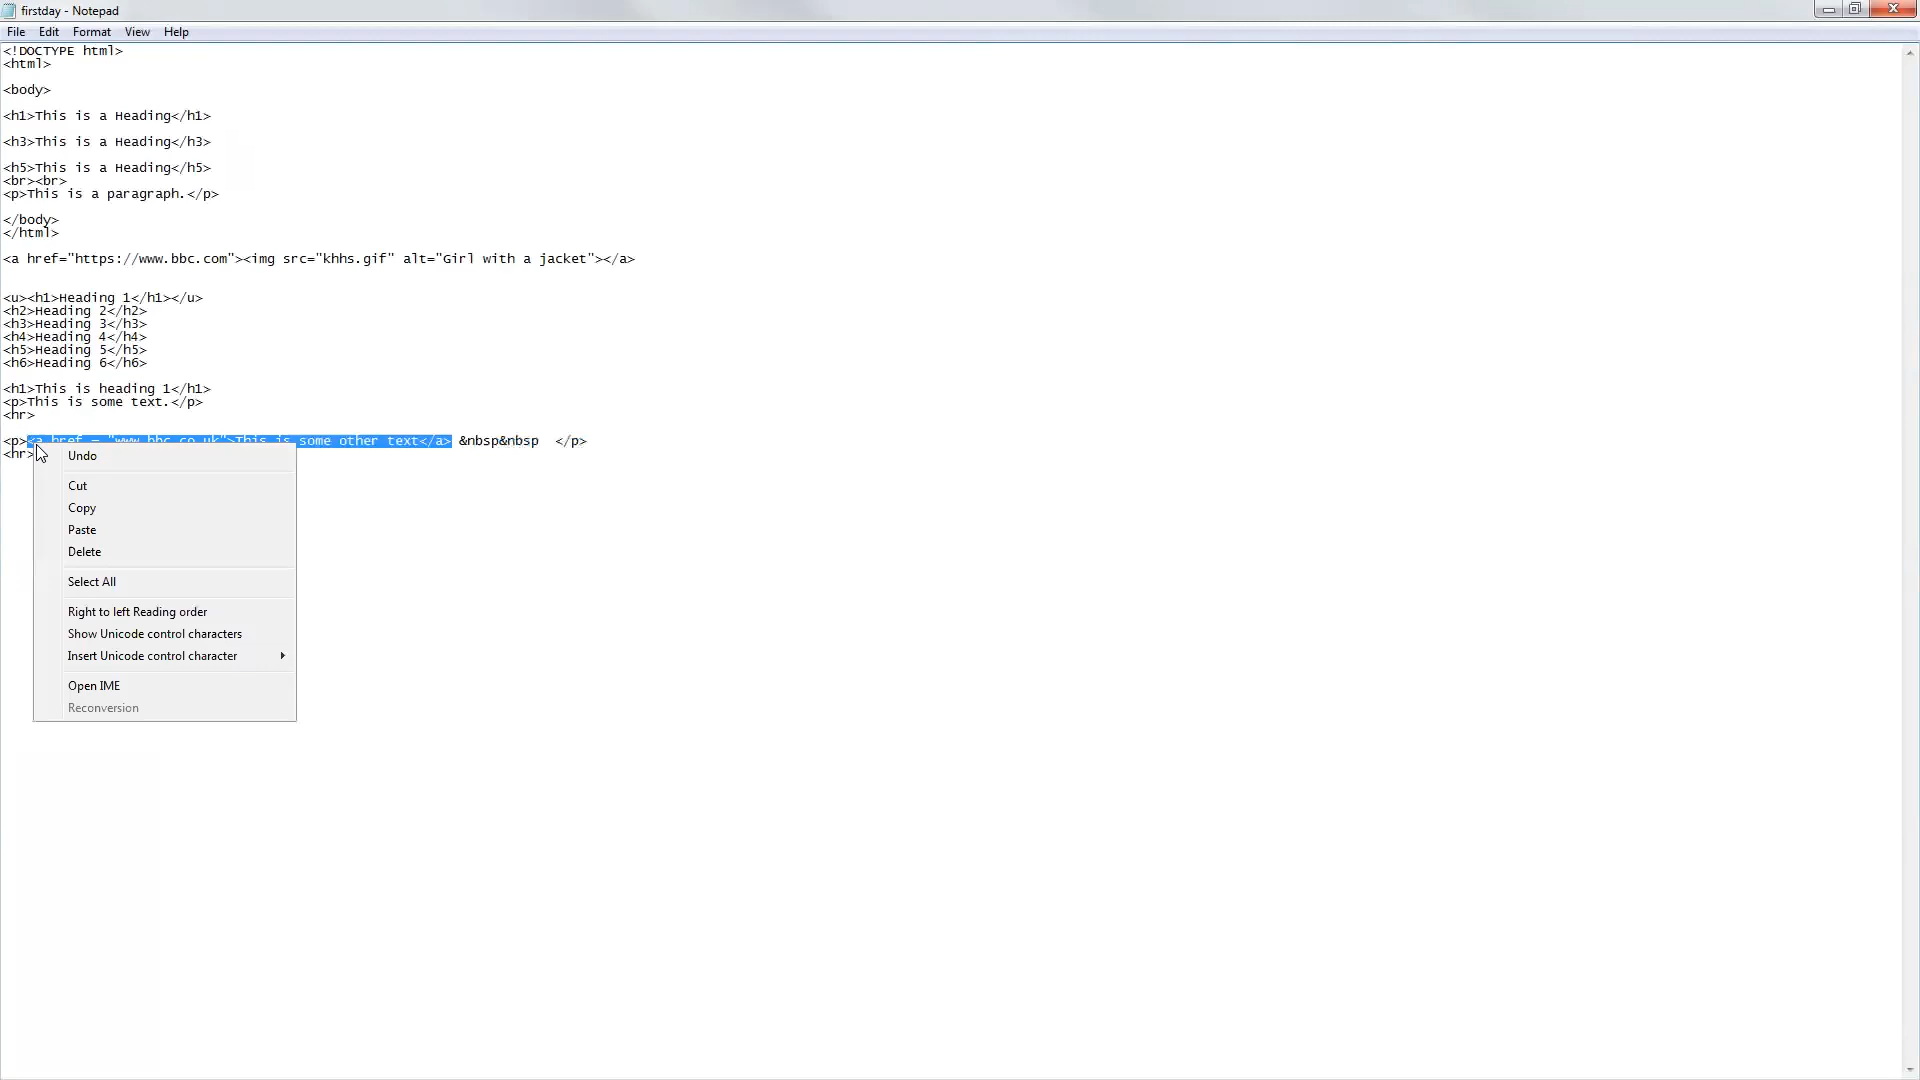 firstday - Notepad
File Edit Format View Help
<!DOCTYPE html>
<html>
<body>
<h1>This is a Heading</h1>
<h3>This is a Heading</h3>
<h5>This is a Heading</h5>
<br><br>
<p>This is a paragraph.</p>
</body>
</html>
<a href="https://www.bbc.com"><img src="khhs.gif" alt="Girl with a jacket"></a>
<u><h1>Heading 1</h1></u>
<h2>Heading 2</h2>
<h3>Heading 3</h3>
<h4>Heading 4</h4>
<h5>Heading 5</h5>
<h6>Heading 6</h6>
<h1>This is heading 1</h1>
<p>This is some text.</p>
<hr>
<p><a href = "www.bbc.co.uk">This is some other text</a> &nbsp&nbsp  </p>
<hr>
Undo
Cut
Copy
Paste
Delete
Select All
Right to left Reading order
Show Unicode control characters
Insert Unicode control character
Open IME
Reconversion